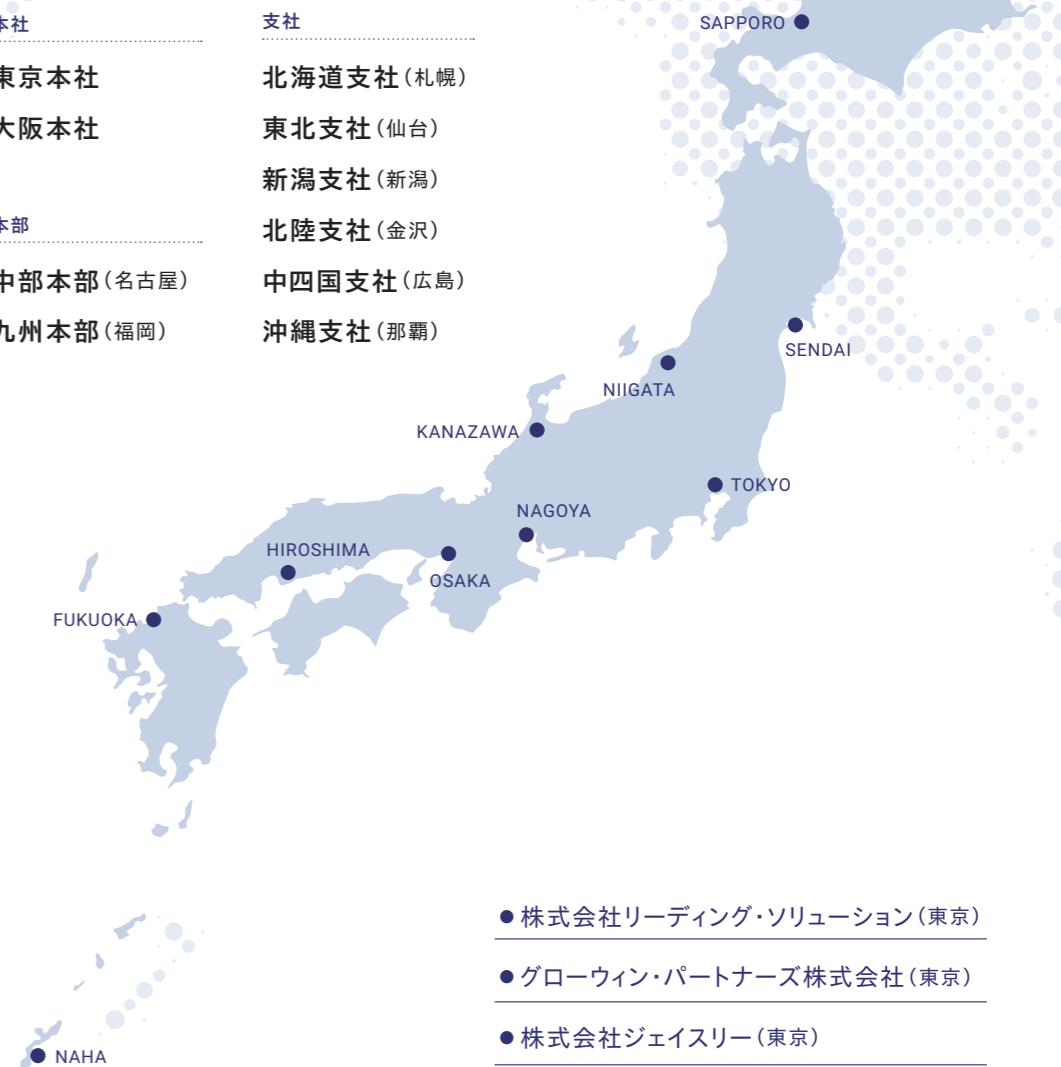 本社
東京本社
大阪本社
本部
中部本部(名古屋)
九州本部(福岡)
支社
北海道支社(札幌)
東北支社(仙台)
新潟支社(新潟)
北陸支社(金沢)
中四国支社(広島)
沖縄支社(那覇)
SAPPORO
SENDAI
NIIGATA
KANAZAWA
TOKYO
NAGOYA
HIROSHIMA
OSAKA
FUKUOKA
NAHA
●株式会社リーディング・ソリューション(東京)
●グローウィン・パートナーズ株式会社(東京)
●株式会社ジェイスリー(東京)